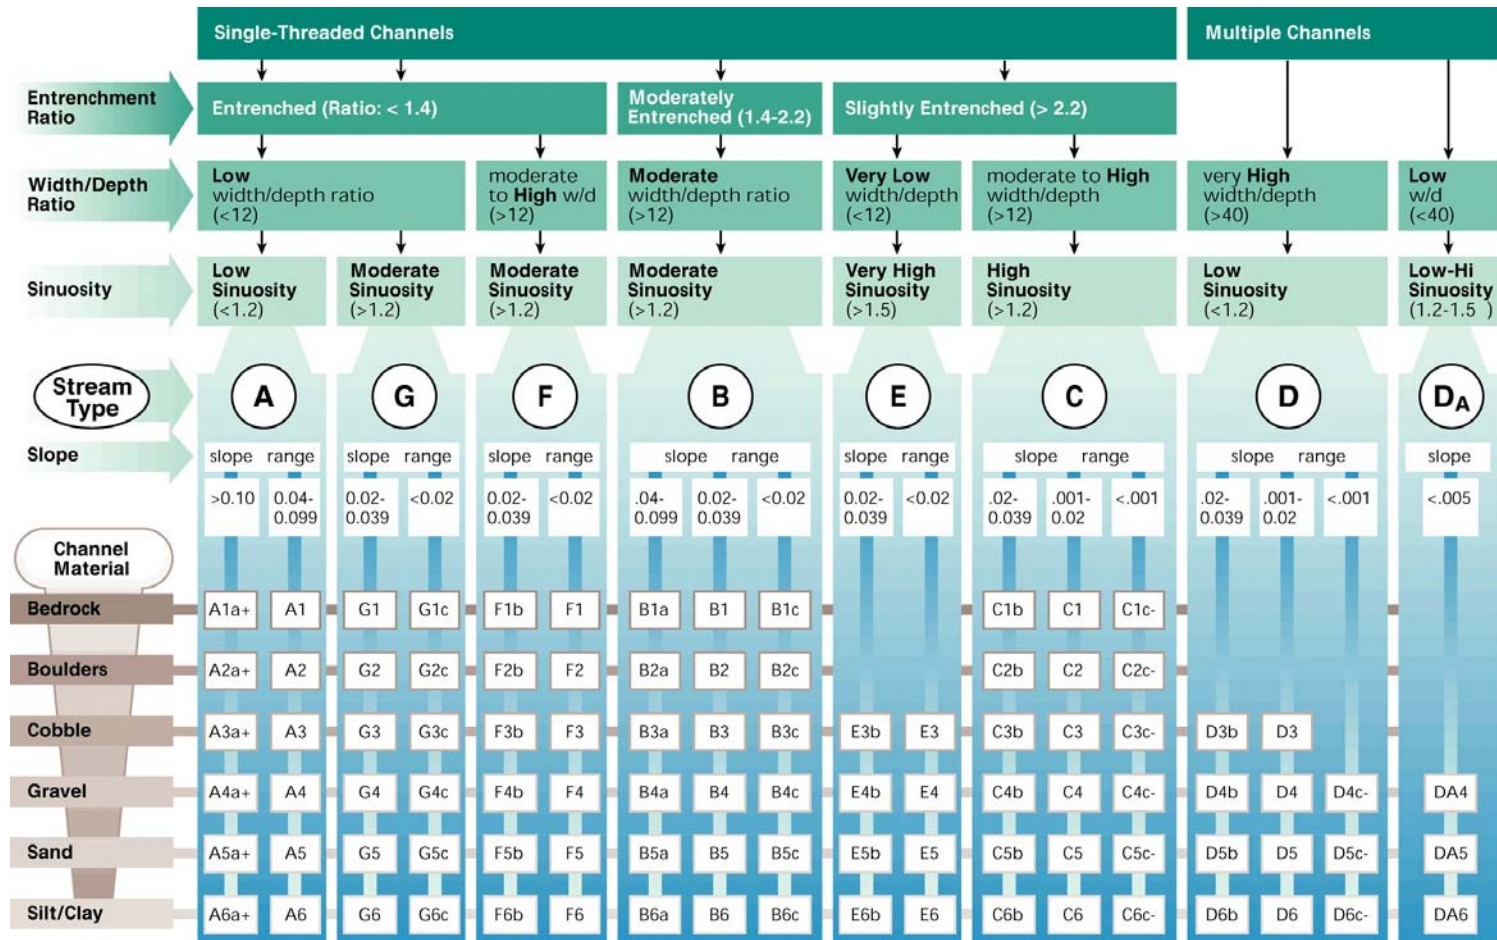 Single-Threaded Channels
Multiple Channels
Entrenchment
Ratio
Entrenched (Ratio: < 1.4)
Moderately
Entrenched (1.4-2.2)
Slightly Entrenched (> 2.2)
Width/Depth
Ratio
Low
width/depth ratio
(<12)
moderate
to High w/d
(>12)
Moderate
width/depth ratio
(>12)
Very Low
width/depth
(<12)
moderate to High
width/depth
(>12)
very High
width/depth
(>40)
Low
w/d
(<40)
Sinuosity
Low
Sinuosity
(<1.2)
Moderate
Sinuosity
(>1.2)
Moderate
Sinuosity
(>1.2)
Moderate
Sinuosity
(>1.2)
Very High
Sinuosity
(>1.5)
High
Sinuosity
(>1.2)
Low
Sinuosity
(<1.2)
Low-Hi
Sinuosity
(1.2-1.5 )
Stream
Type
A G F B E C D DA
Slope
slope range slope range slope range slope range slope range slope range slope range slope
>0.10
0.04-
0.099
0.02-
0.039
<0.02
0.02-
0.039
<0.02
.04-
0.099
0.02-
0.039
<0.02
0.02-
0.039
<0.02
.02-
0.039
.001-
0.02
<.001
.02-
0.039
.001-
0.02
<.001
<.005
Channel
Material
Bedrock A1a+ A1 G1 G1c F1b F1 B1a B1 B1c C1b C1 C1c-
Boulders A2a+ A2 G2 G2c F2b F2 B2a B2 B2c C2b C2 C2c-
Cobble A3a+ A3 G3 G3c F3b F3 B3a B3 B3c E3b E3 C3b C3 C3c- D3b D3
Gravel A4a+ A4 G4 G4c F4b F4 B4a B4 B4c E4b E4 C4b C4 C4c- D4b D4 D4c- DA4
Sand A5a+ A5 G5 G5c F5b F5 B5a B5 B5c E5b E5 C5b C5 C5c- D5b D5 D5c- DA5
Silt/Clay A6a+ A6 G6 G6c F6b F6 B6a B6 B6c E6b E6 C6b C6 C6c- D6b D6 D6c- DA6